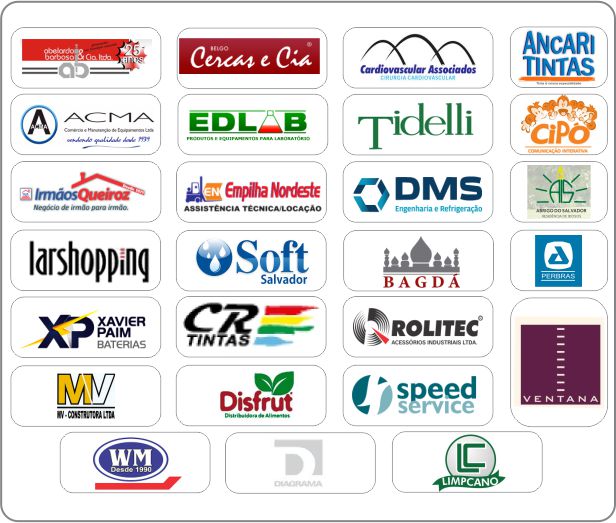 abelardo
barbosa & Cia. ltda.
ab
25
anos
BELGO
Cercas e Cia ®
Cardiovascular Associados
CIRURGIA CARDIOVASCULAR
ANCARI
TINTAS
ACMA
ACMA
Comércio e Manutenção de Equipamentos Ltda
vendendo qualidade desde 1979
EDLAB
PRODUTOS E EQUIPAMENTOS PARA LABORATÓRIO
Tidelli
CIPÓ
COMUNICAÇÃO INTERATIVA
IrmãosQueiroz
Negócio de irmão para irmão.
EN
Empilha Nordeste
ASSISTÊNCIA TÉCNICA/LOCAÇÃO
DMS
Engenharia e Refrigeração
AS
ABRIGO DO SALVADOR
larshopping
Soft
Salvador
BAGDÁ
PERBRAS
XP
XAVIER
PAIM
BATERIAS
CR
TINTAS
ROLITEC ®
ACESSÓRIOS INDUSTRIAIS LTDA.
VENTANA
MV
MV - CONSTRUTORA LTDA
Disfrut
Distribuidora de Alimentos
speed
service
WM
Desde 1990
DIAGRAMA
LC
LIMPCANO